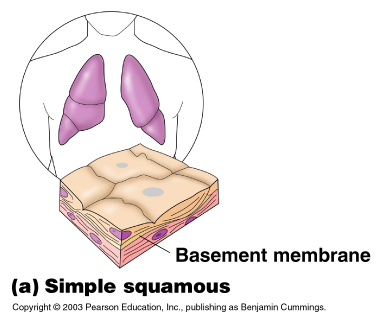 Basement membrane
(a) Simple squamous
Copyright © 2003 Pearson Education, Inc., publishing as Benjamin Cummings.